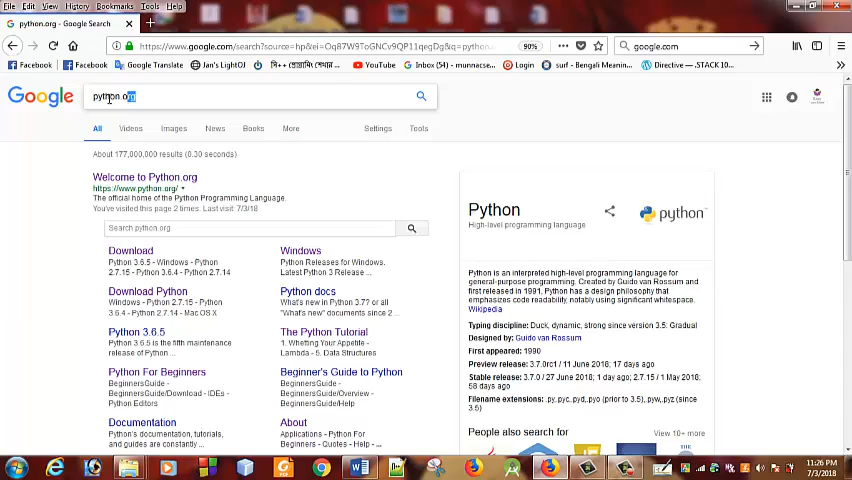 File Edit View History Bookmarks Tools Help
python.org - Google Search
https://www.google.com/search?source=hp&ei=Oq87W9ToGNCv9QP11qegDg&q=python.
90%
google.com
Facebook Facebook Google Translate Jan's LightOJ সি++ প্রোগ্রামিং শিখো YouTube Inbox (54) - munnasm... Login surf - Bengali Meanin... Directive —.STACK 10...
Google
python.org
All Videos Images News Books More Settings Tools
About 177,000,000 results (0.30 seconds)
Welcome to Python.org
https://www.python.org/
The official home of the Python Programming Language.
You've visited this page 2 times. Last visit: 7/3/18
Search python.org
Download
Python 3.6.5 - Windows - Python
2.7.15 - Python 3.6.4 - Python 2.7.14
Windows
Python Releases for Windows.
Latest Python 3 Release ...
Download Python
Windows - Python 2.7.15 - Python
3.6.4 - Python 2.7.14 - Mac OS X
Python docs
What's new in Python 3.7? or all
"What's new" documents since 2 ...
Python 3.6.5
Python 3.6.5 is the fifth maintenance
release of Python ...
The Python Tutorial
1. Whetting Your Appetite -
Lambda - 5. Data Structures
Python For Beginners
BeginnersGuide -
BeginnersGuide/Download - IDEs -
Python Editors
Beginner's Guide to Python
BeginnersGuide/Download -
BeginnersGuide/Overview -
BeginnersGuide/Help
Documentation
Python's documentation, tutorials,
and guides are constantly ...
About
Applications - Python For
Beginners - Quotes - Getting ...
Python
High-level programming language
python™
Python is an interpreted high-level programming language for
general-purpose programming. Created by Guido van Rossum and
first released in 1991, Python has a design philosophy that
emphasizes code readability, notably using significant whitespace.
Wikipedia
Typing discipline: Duck, dynamic, strong since version 3.5: Gradual
Designed by: Guido van Rossum
First appeared: 1990
Preview release: 3.7.0rc1 / 11 June 2018; 17 days ago
Stable release: 3.7.0 / 27 June 2018; 1 day ago; 2.7.15 / 1 May 2018;
58 days ago
Filename extensions: .py,.pyc,.pyd,.pyo (prior to 3.5),.pyw,.pyz (since
3.5)
People also search for
View 10+ more
11:26 PM
7/3/2018